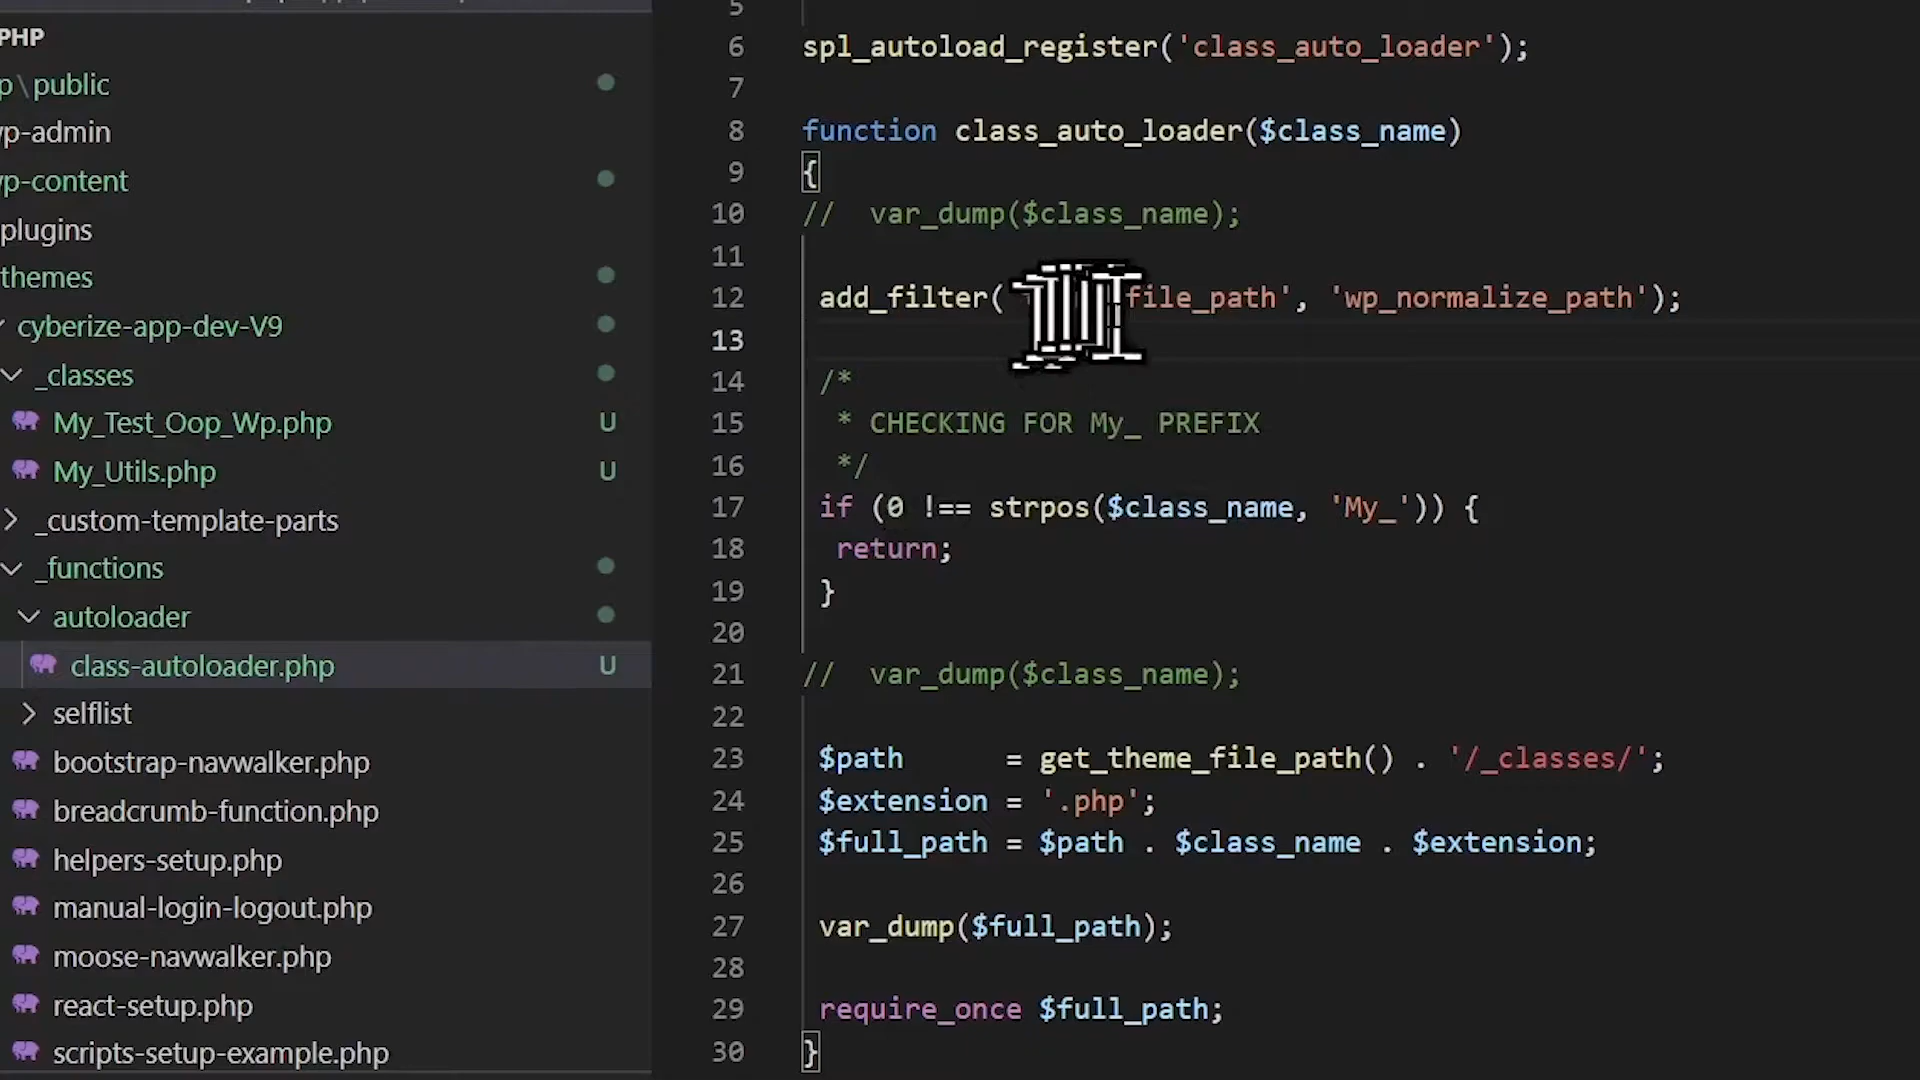 PHP
p\public
vp-admin
vp-content
plugins
themes
cyberize-app-dev-V9
_classes
My_Test_Oop_Wp.php U
My_Utils.php U
_custom-template-parts
_functions
autoloader
class-autoloader.php U
selflist
bootstrap-navwalker.php
breadcrumb-function.php
helpers-setup.php
manual-login-logout.php
moose-navwalker.php
react-setup.php
scripts-setup-example.php
5
6 spl_autoload_register('class_auto_loader');
7
8 function class_auto_loader($class_name)
9 {
10 //  var_dump($class_name);
11
12 add_filter( file_path', 'wp_normalize_path');
13
14 /*
15 * CHECKING FOR My_ PREFIX
16 */
17 if (0 !== strpos($class_name, 'My_')) {
18 return;
19 }
20
21 //  var_dump($class_name);
22
23 $path      = get_theme_file_path() . '/_classes/';
24 $extension = '.php';
25 $full_path = $path . $class_name . $extension;
26
27 var_dump($full_path);
28
29 require_once $full_path;
30 }